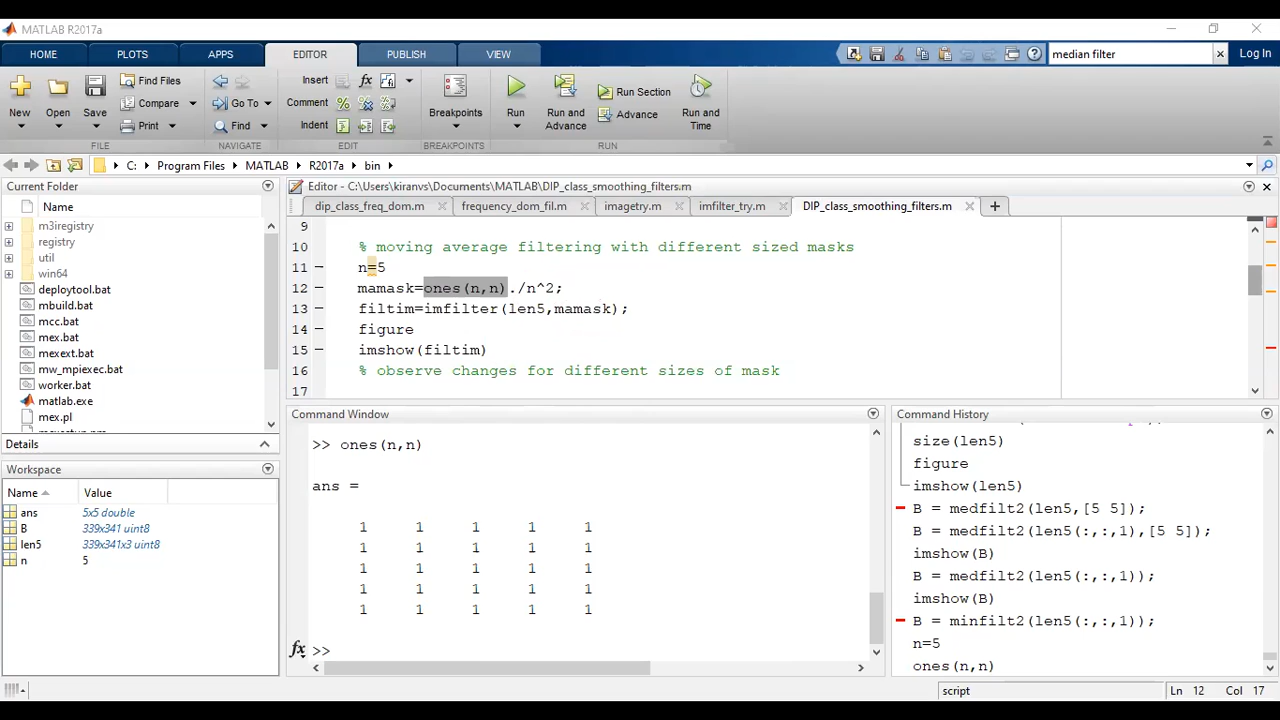 MATLAB R2017a
HOME PLOTS APPS EDITOR PUBLISH VIEW median filter Log In
New Open Save Find Files Compare Print Go To Find Insert Comment Indent Breakpoints Run Run and Advance Run Section Advance Run and Time
FILE NAVIGATE EDIT BREAKPOINTS RUN
C: Program Files MATLAB R2017a bin
Current Folder
Name
m3iregistry
registry
util
win64
deploytool.bat
mbuild.bat
mcc.bat
mex.bat
mexext.bat
mw_mpiexec.bat
worker.bat
matlab.exe
mex.pl
Details
Workspace
Name Value
ans 5x5 double
B 339x341 uint8
len5 339x341x3 uint8
n 5
Editor - C:\Users\kiranvs\Documents\MATLAB\DIP_class_smoothing_filters.m
dip_class_freq_dom.m frequency_dom_fil.m imagetry.m imfilter_try.m DIP_class_smoothing_filters.m
9
10 % moving average filtering with different sized masks
11 n=5
12 mamask=ones(n,n)./n^2;
13 filtim=imfilter(len5,mamask);
14 figure
15 imshow(filtim)
16 % observe changes for different sizes of mask
17
Command Window
>> ones(n,n)
ans =
1 1 1 1 1
1 1 1 1 1
1 1 1 1 1
1 1 1 1 1
1 1 1 1 1
fx >>
Command History
size(len5)
figure
imshow(len5)
B = medfilt2(len5,[5 5]);
B = medfilt2(len5(:,:,1),[5 5]);
imshow(B)
B = medfilt2(len5(:,:,1));
imshow(B)
B = minfilt2(len5(:,:,1));
n=5
ones(n,n)
script Ln 12 Col 17